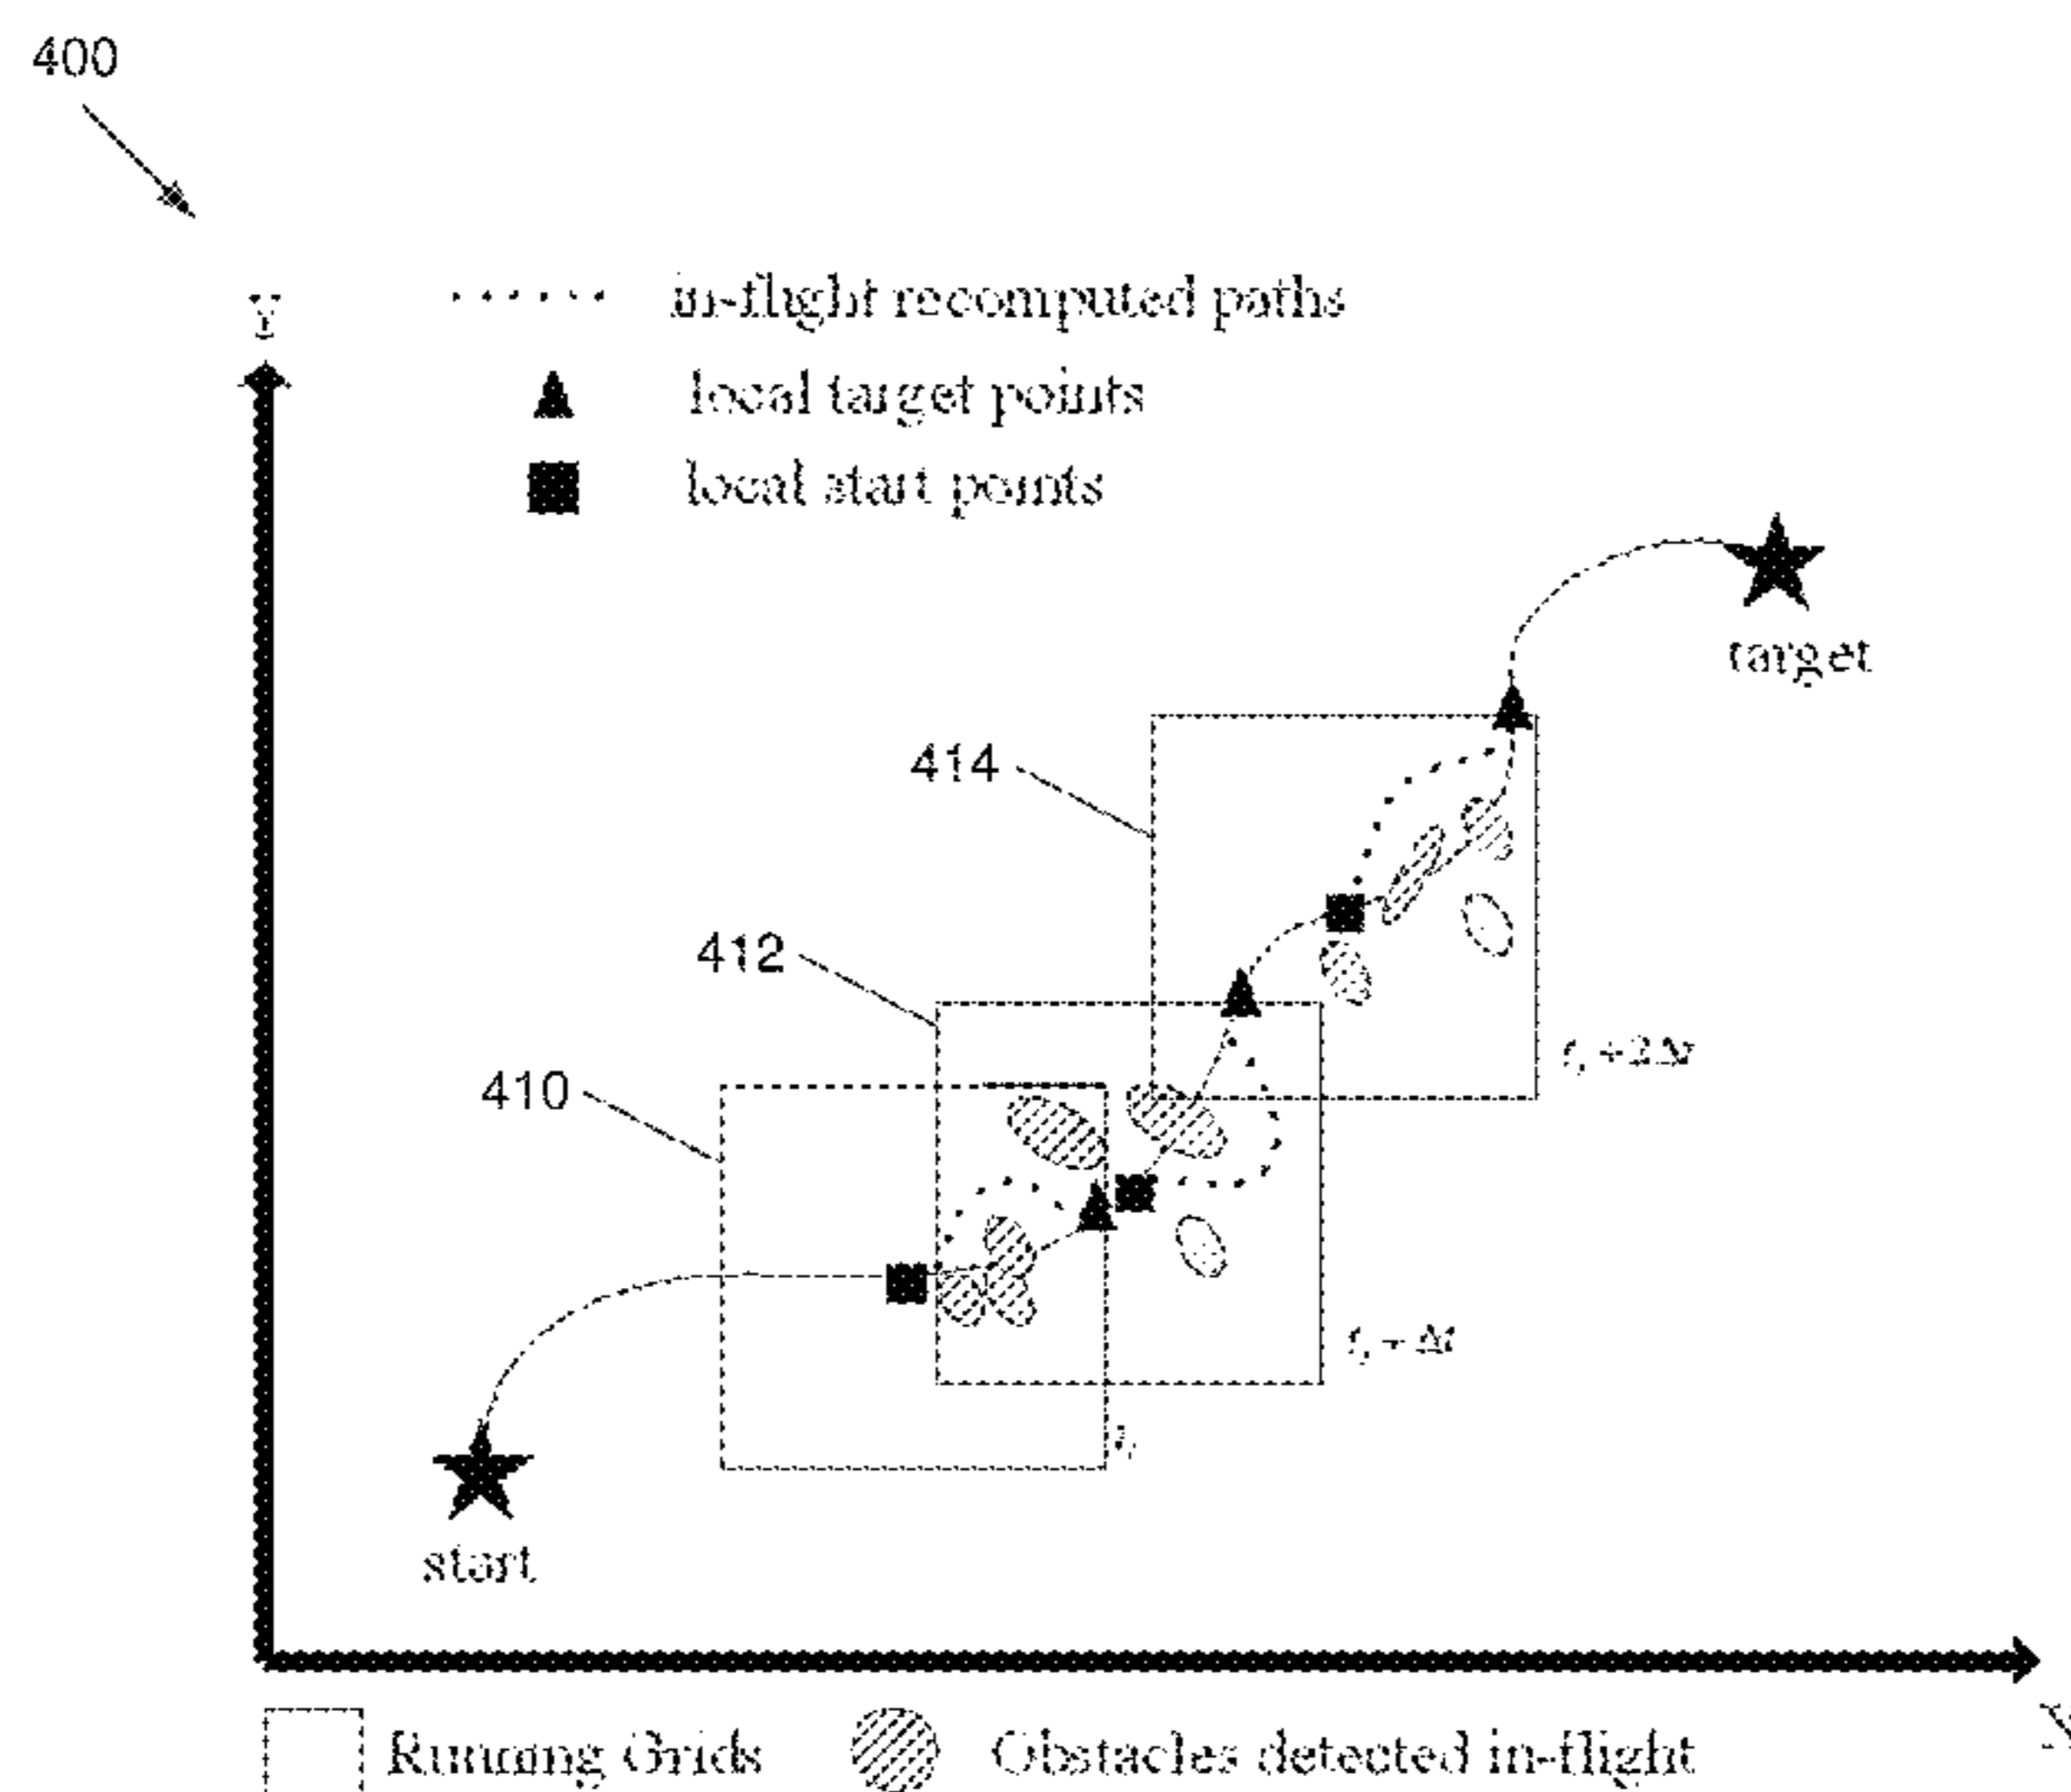 400
Y
in-flight recomputed paths
local target points
local start points
target
414
412
410
start
X
Running Grids
Obstacles detected in-flight